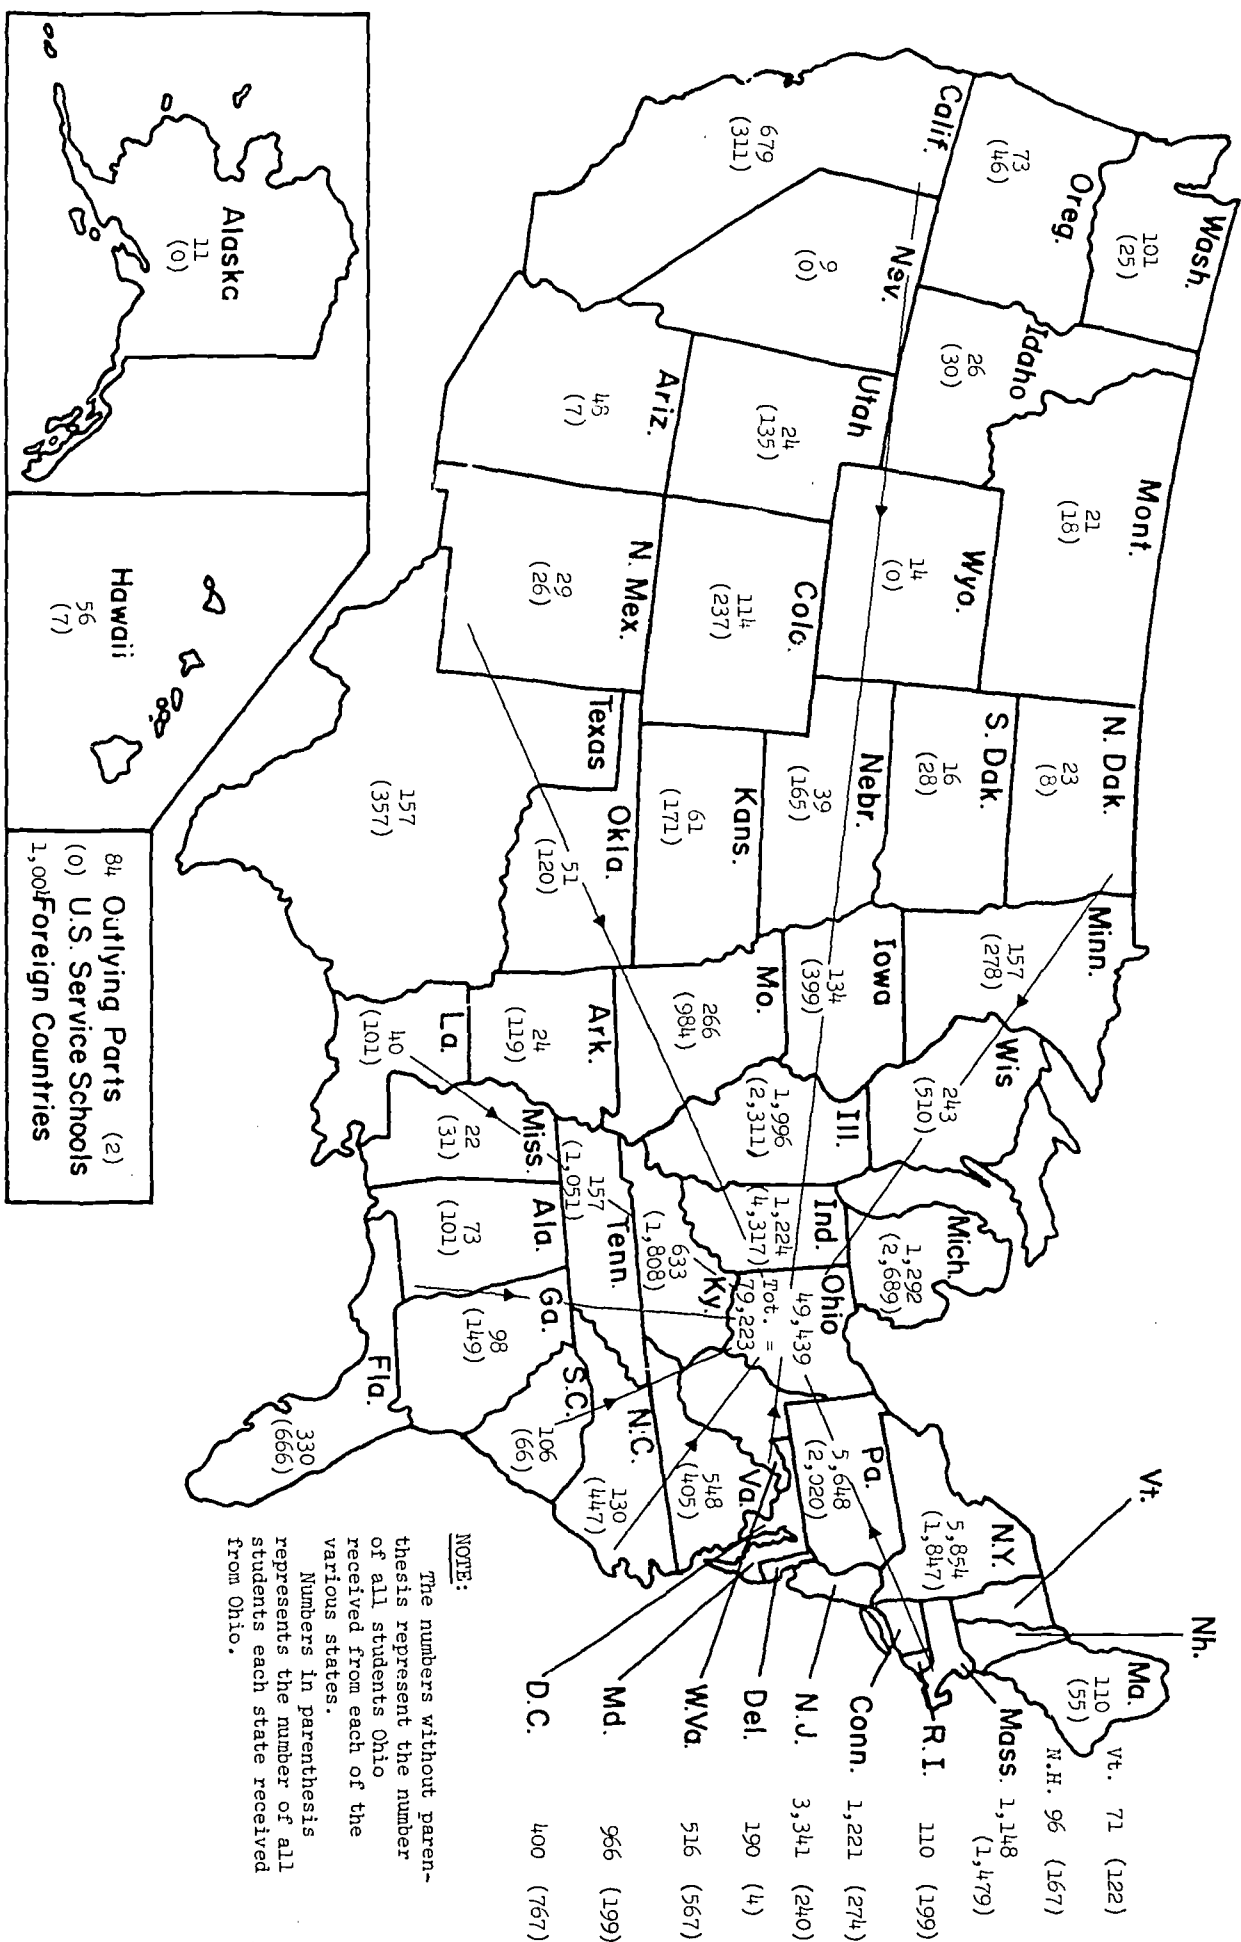 Wash.
101
(25)
Oreg.
73
(46)
Calif.
679
(311)
Nev.
9
(0)
Idaho
26
(30)
Mont.
21
(18)
Wyo.
14
(0)
Utah
24
(135)
Ariz.
(7)
Colo.
114
(237)
N. Mex.
29
(26)
N. Dak.
23
(8)
S. Dak.
16
(28)
Nebr.
39
(165)
Kans.
61
(171)
Okla.
51
(120)
Texas
157
(357)
Minn.
157
(278)
Iowa
134
(399)
Mo.
266
(984)
Ark.
24
(119)
La.
40
(101)
Wis
243
(510)
Ill.
1,996
(2,311)
Mich.
1,292
(2,689)
Ind.
1,224
(4,317)
Ohio
49,439
Tot. =
79,223
Ky.
633
(1,808)
Tenn.
157
(1,051)
Miss.
22
(31)
Ala.
73
(101)
Ga.
98
(149)
Fla.
330
(666)
S.C.
106
(66)
N.C.
130
(447)
Va.
548
(405)
Pa.
5,648
(2,020)
N.Y.
5,854
(1,847)
Vt.
Nh.
Ma.
110
(55)
Vt. 71 (122)
N.H. 96 (167)
Mass. 1,148
(1,479)
R.I. 110 (199)
Conn. 1,221 (274)
N.J. 3,341 (240)
Del. 190 (4)
W.Va. 516 (567)
Md. 966 (199)
D.C. 400 (767)
Alaska
11
(0)
Hawaii
56
(7)
84 Outlying Parts (2)
(0) U.S. Service Schools
1,004 Foreign Countries
NOTE:
The numbers without paren-
thesis represent the number
of all students Ohio
received from each of the
various states.
Numbers in parenthesis
represents the number of all
students each state received
from Ohio.